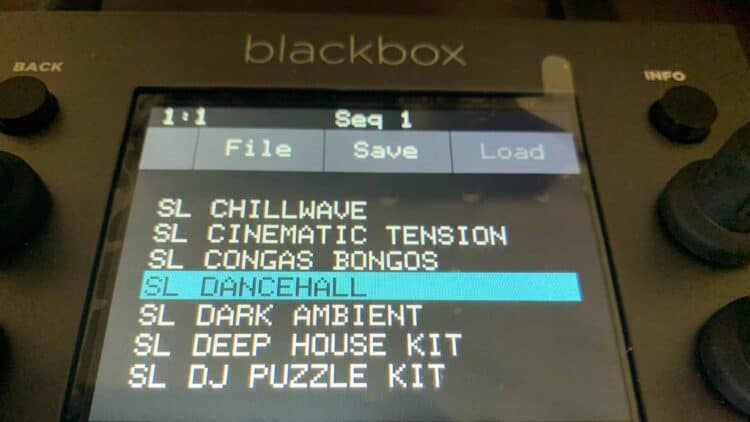 blackbox
BACK
INFO
1:1 Seq 1
File Save Load
SL CHILLWAVE
SL CINEMATIC TENSION
SL CONGAS BONGOS
SL DANCEHALL
SL DARK AMBIENT
SL DEEP HOUSE KIT
SL DJ PUZZLE KIT